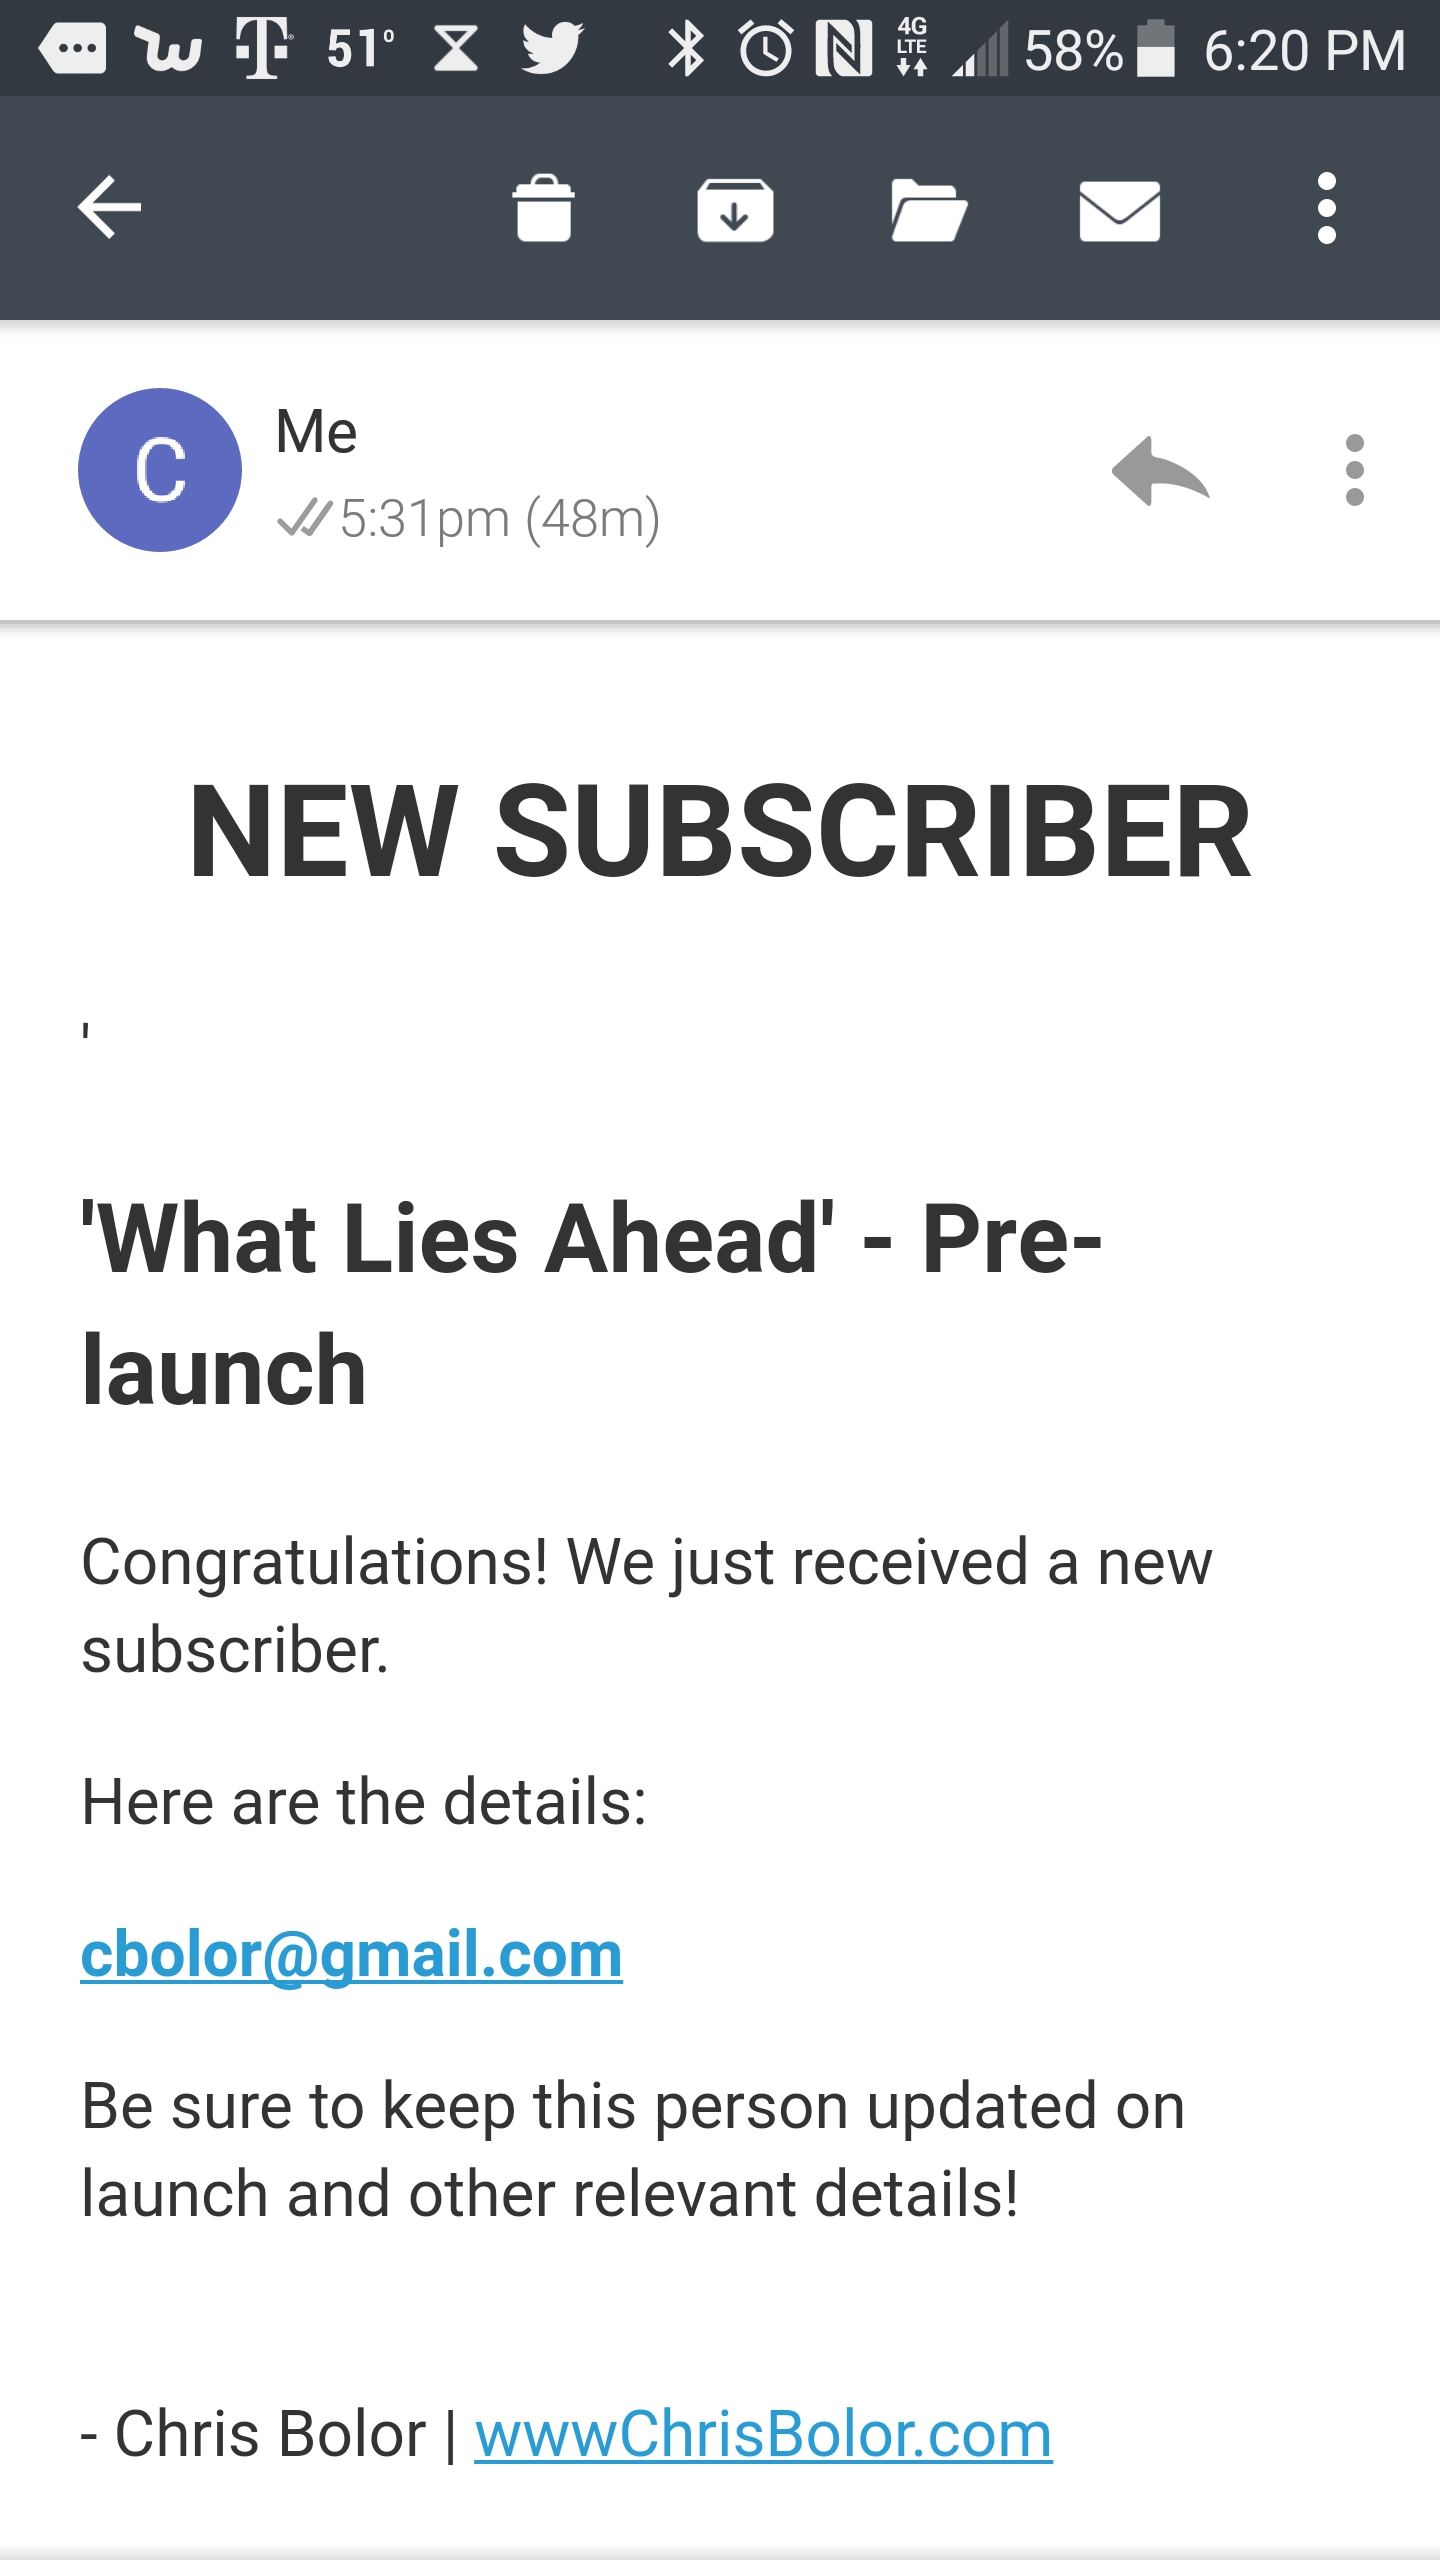 51° 4G LTE 58% 6:20 PM
C
Me
5:31pm (48m)
NEW SUBSCRIBER
'
'What Lies Ahead' - Pre-
launch
Congratulations! We just received a new
subscriber.
Here are the details:
cbolor@gmail.com
Be sure to keep this person updated on
launch and other relevant details!
- Chris Bolor | wwwChrisBolor.com